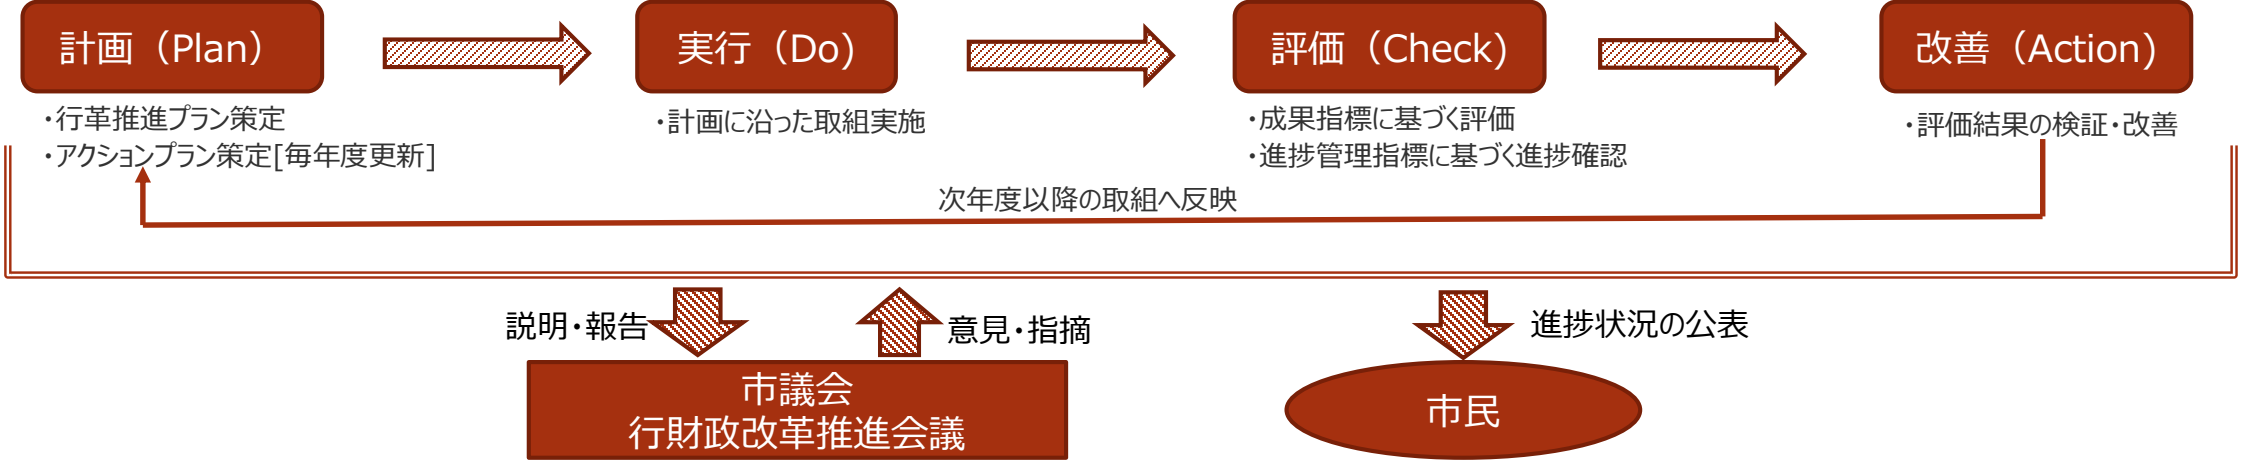 計画（Plan）
実行（Do)
評価（Check)
改善（Action)
・行革推進プラン策定
・アクションプラン策定[毎年度更新]
・計画に沿った取組実施
・成果指標に基づく評価
・進捗管理指標に基づく進捗確認
・評価結果の検証・改善
次年度以降の取組へ反映
説明・報告
意見・指摘
進捗状況の公表
市議会
行財政改革推進会議
市民